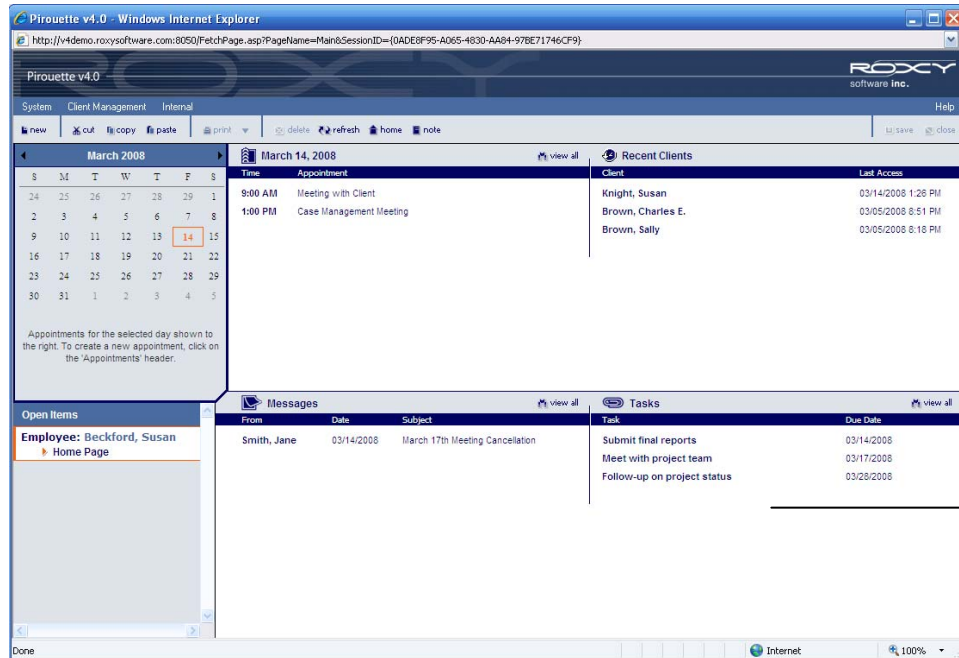 Pirouette v4.0 - Windows Internet Explorer
http://v4demo.roxysoftware.com:8050/FetchPage.asp?PageName=Main&SessionID={0ADE8F95-A065-4830-AA84-97BE71746CF9}
Pirouette v4.0
ROXY
software inc.
System Client Management Internal Help
new cut copy paste print delete refresh home note save close
March 2008
S M T W T F S
24 25 26 27 28 29 1
2 3 4 5 6 7 8
9 10 11 12 13 14 15
16 17 18 19 20 21 22
23 24 25 26 27 28 29
30 31 1 2 3 4 5
Appointments for the selected day shown to
the right. To create a new appointment, click on
the 'Appointments' header.
March 14, 2008 view all
Time Appointment
9:00 AM Meeting with Client
1:00 PM Case Management Meeting
Recent Clients
Client Last Access
Knight, Susan 03/14/2008 1:26 PM
Brown, Charles E. 03/05/2008 8:51 PM
Brown, Sally 03/05/2008 8:18 PM
Open Items
Employee: Beckford, Susan
Home Page
Messages view all
From Date Subject
Smith, Jane 03/14/2008 March 17th Meeting Cancellation
Tasks view all
Task Due Date
Submit final reports 03/14/2008
Meet with project team 03/17/2008
Follow-up on project status 03/28/2008
Done Internet 100%